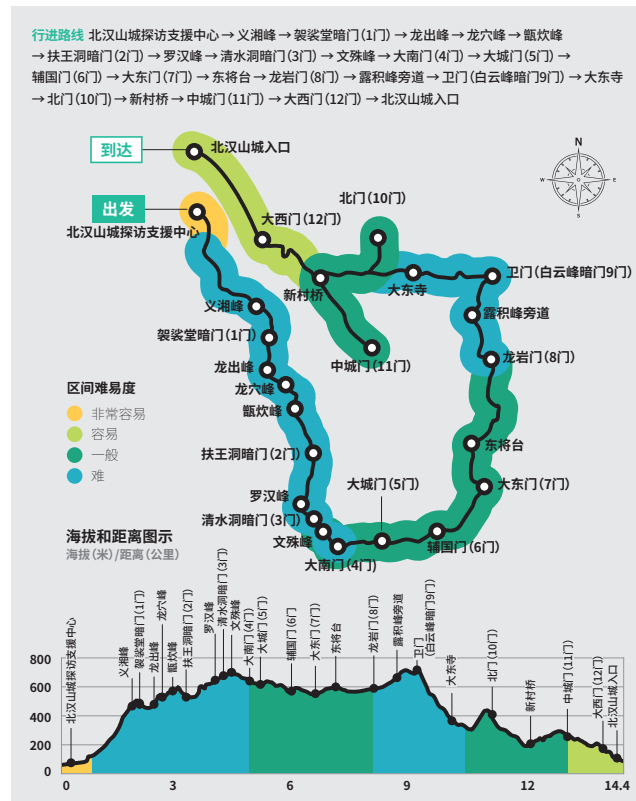 行进路线 北汉山城探访支援中心→义湘峰→袈裟堂暗门(1门)→龙出峰→龙穴峰→甑炊峰
→扶王洞暗门(2门)→罗汉峰→清水洞暗门(3门)→文殊峰→大南门(4门)→大城门(5门)→
辅国门(6门)→大东门(7门)→东将台→龙岩门(8门)→露积峰旁道→卫门(白云峰暗门9门)→大东寺
→北门(10门)→新村桥→中城门(11门)→大西门(12门)→北汉山城入口
到达
北汉山城入口
N
W
E
S
出发
北汉山城探访支援中心
北门(10门)
大西门(12门)
卫门(白云峰暗门9门)
大东寺
新村桥
义湘峰
露积峰旁道
袈裟堂暗门(1门)
龙岩门(8门)
中城门(11门)
龙出峰
龙穴峰
甑炊峰
区间难易度
非常容易
容易
一般
难
东将台
扶王洞暗门(2门)
大东门(7门)
大城门(5门)
罗汉峰
清水洞暗门(3门)
文殊峰
辅国门(6门)
大南门(4门)
海拔和距离图示
海拔(米)/距离(公里)
北汉山城探访支援中心
义湘峰
袈裟堂暗门(1门)
龙出峰
龙穴峰
甑炊峰
扶王洞暗门(2门)
罗汉峰
清水洞暗门(3门)
文殊峰
大南门(4门)
大城门(5门)
辅国门(6门
大东门(7门)
东将台
龙岩门(8门)
露积峰旁道
卫门
(白云峰暗门9门)
大东寺
北门(10门)
新村桥
中城门(11门)
大西门(12门)
北汉山城入口
800
600
400
200
0
0 3 6 9 12 14.4